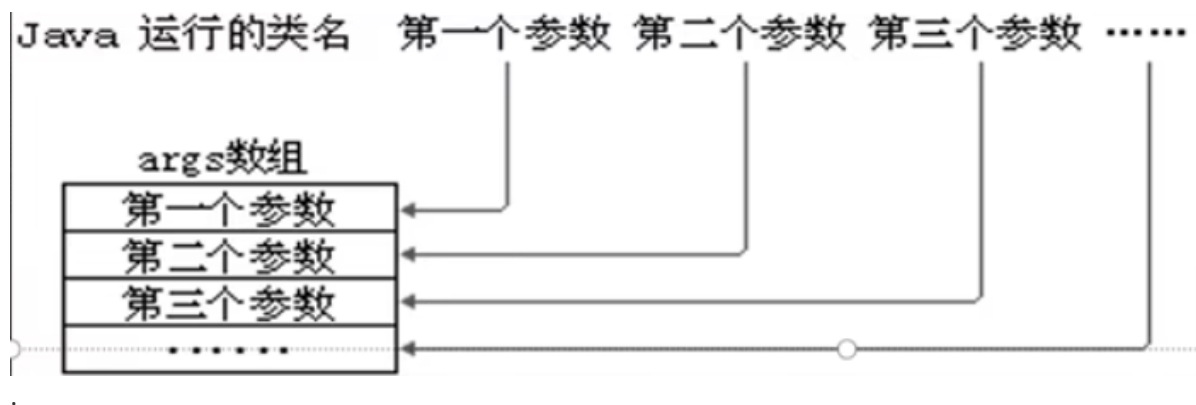 Java 运行的类名 第一个参数 第二个参数 第三个参数 ……
args数组
第一个参数
第二个参数
第三个参数
……